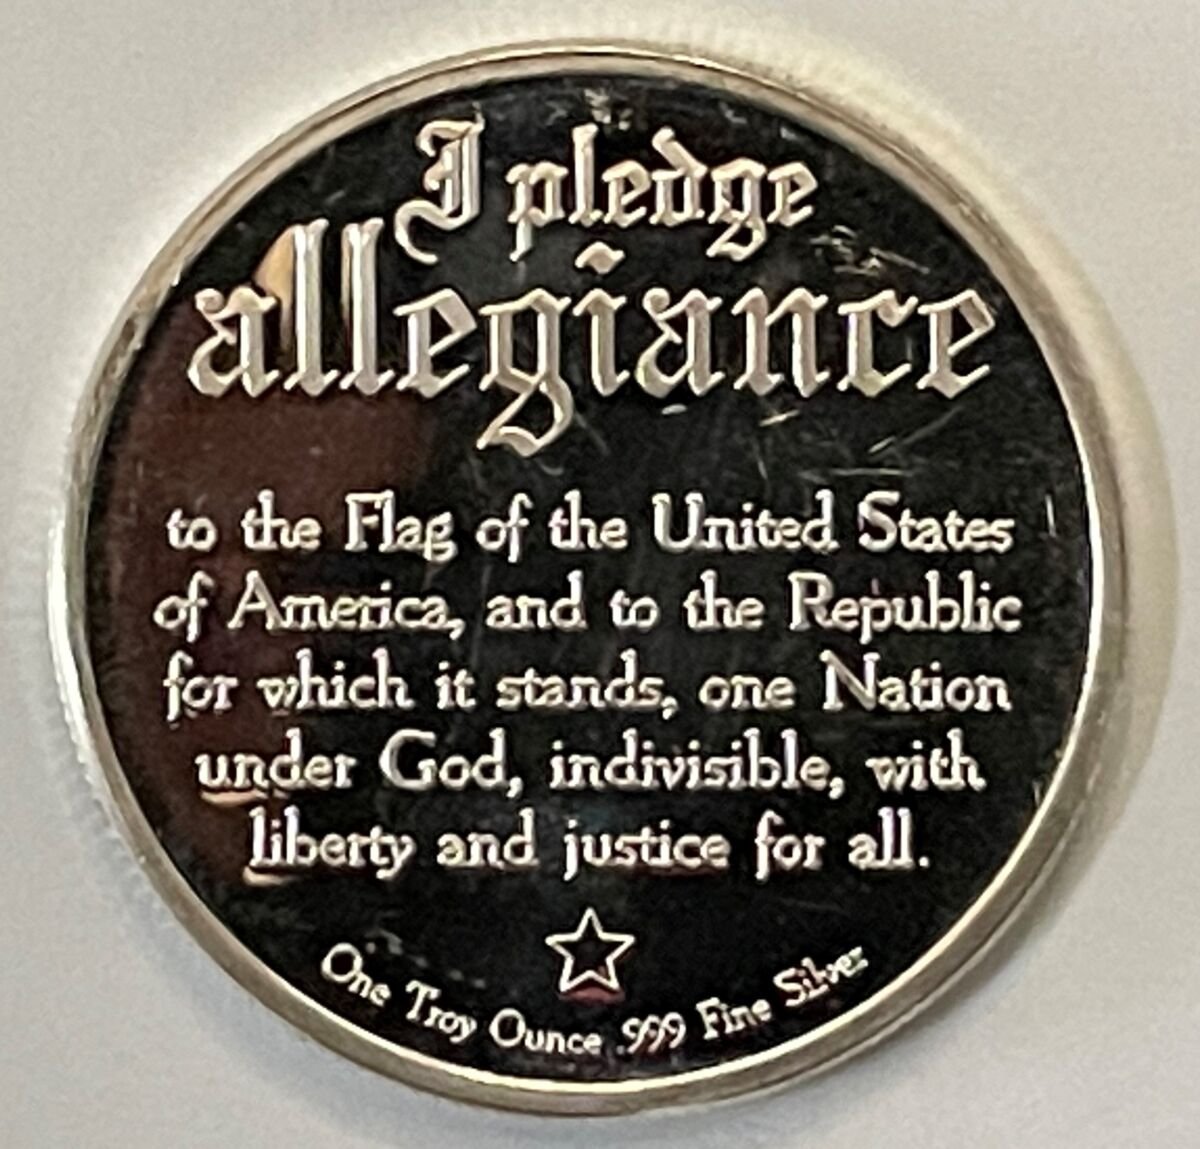 I pledge
allegiance
to the Flag of the United States
of America, and to the Republic
for which it stands, one Nation
under God, indivisible, with
liberty and justice for all.
One Troy Ounce .999 Fine Silver